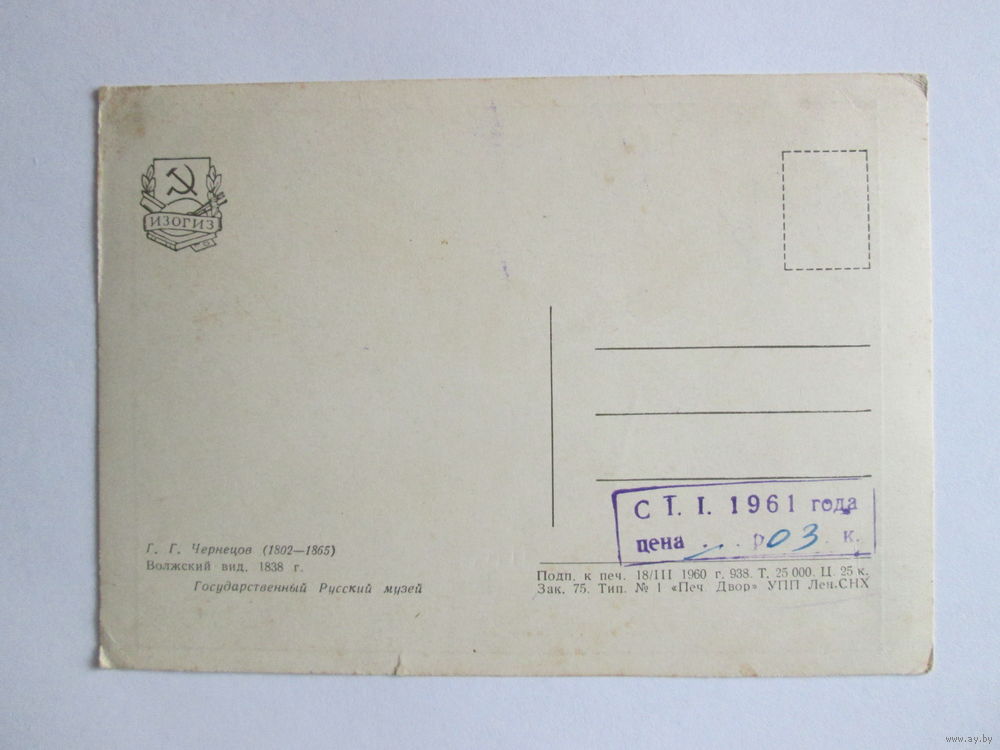 ИЗОГИЗ
С 1. I. 1961 года
цена . . . р 03 . к.
Г. Г. Чернецов (1802—1865)
Волжский вид. 1838 г.
Государственный Русский музей
Подп. к печ. 18/III 1960 г. 938. Т. 25 000. Ц. 25 к.
Зак. 75. Тип. № 1 «Печ. Двор» УПП Лен.СНХ
www.ay.by